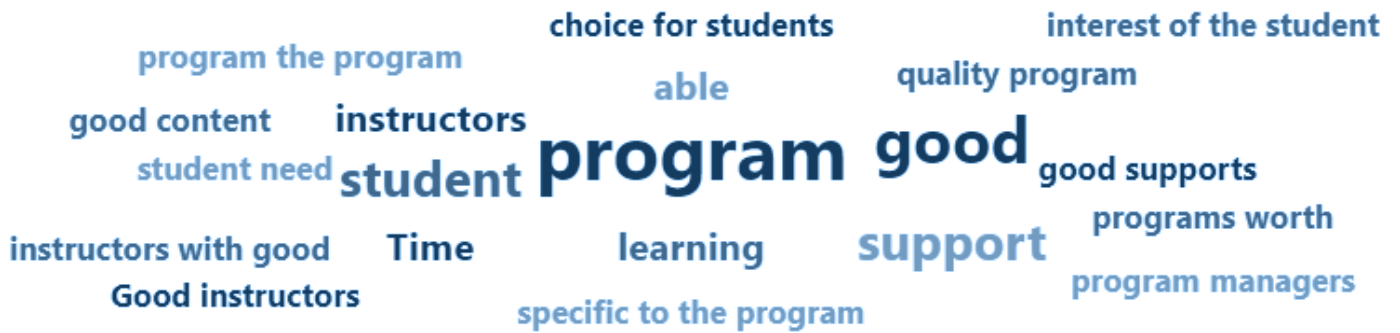 choice for students
interest of the student
program the program
able
quality program
good content
instructors
program
good
student need
student
good supports
instructors with good
Time
learning
support
programs worth
Good instructors
specific to the program
program managers